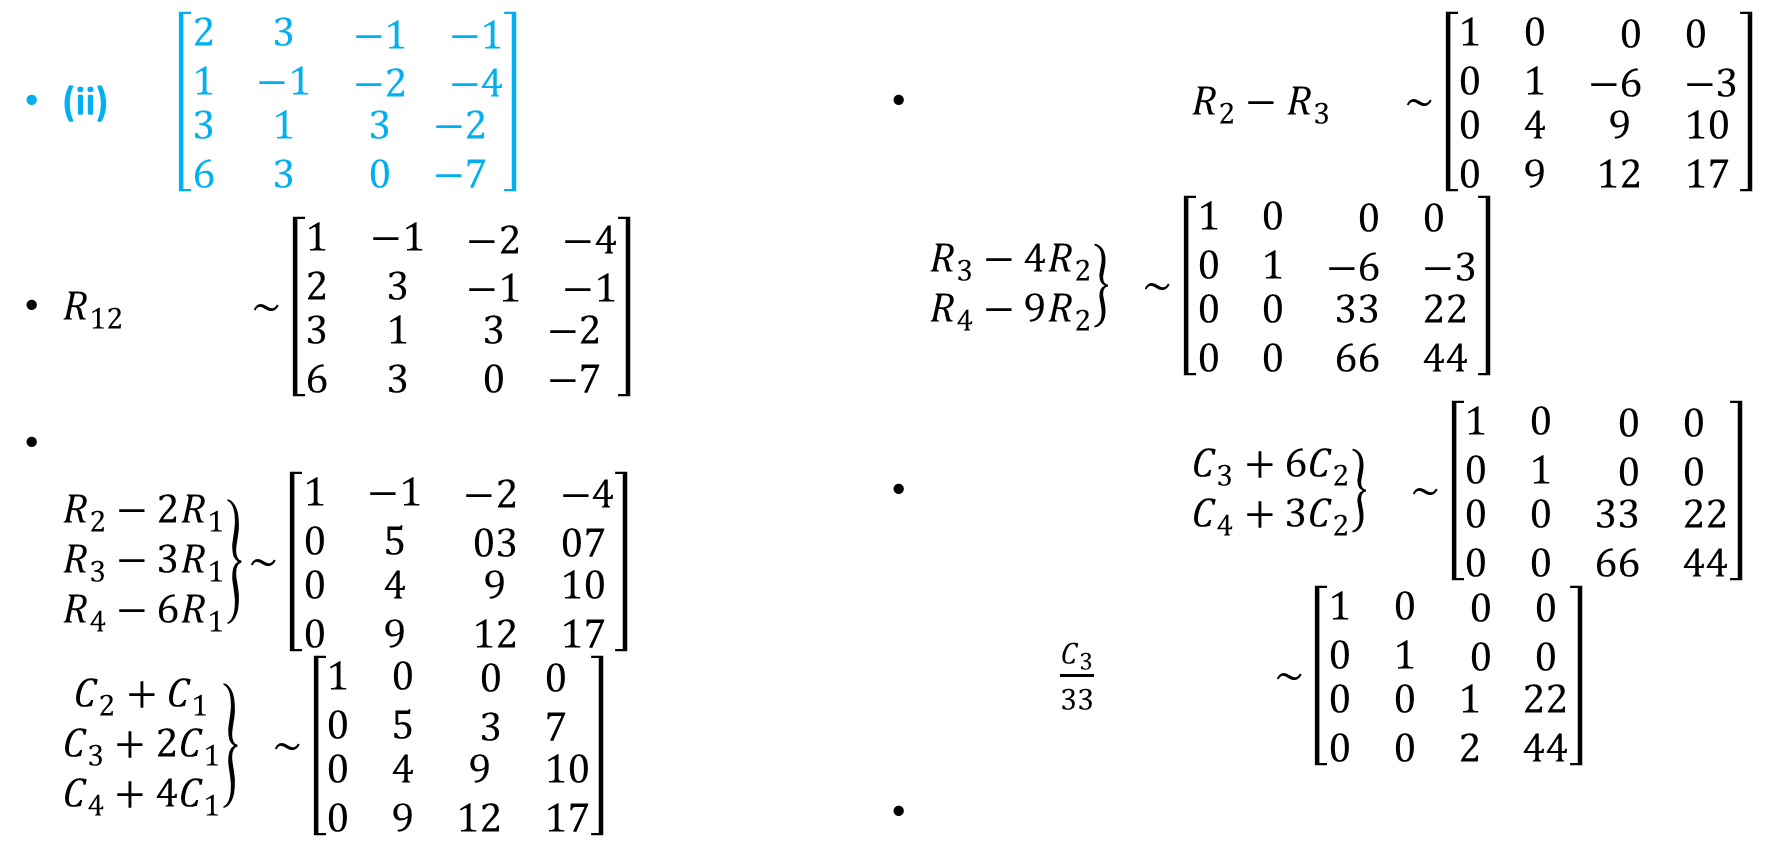 • (ii) [2 3 −1 −1
1 −1 −2 −4
3 1 3 −2
6 3 0 −7]
• R₁₂ ~ [1 −1 −2 −4
2 3 −1 −1
3 1 3 −2
6 3 0 −7]
•
R₂ − 2R₁
R₃ − 3R₁
R₄ − 6R₁} ~ [1 −1 −2 −4
0 5 03 07
0 4 9 10
0 9 12 17]
C₂ + C₁
C₃ + 2C₁
C₄ + 4C₁} ~ [1 0 0 0
0 5 3 7
0 4 9 10
0 9 12 17]
• R₂ − R₃ ~ [1 0 0 0
0 1 −6 −3
0 4 9 10
0 9 12 17]
R₃ − 4R₂
R₄ − 9R₂} ~ [1 0 0 0
0 1 −6 −3
0 0 33 22
0 0 66 44]
• C₃ + 6C₂
C₄ + 3C₂} ~ [1 0 0 0
0 1 0 0
0 0 33 22
0 0 66 44]
C₃/33 ~ [1 0 0 0
0 1 0 0
0 0 1 22
0 0 2 44]
•